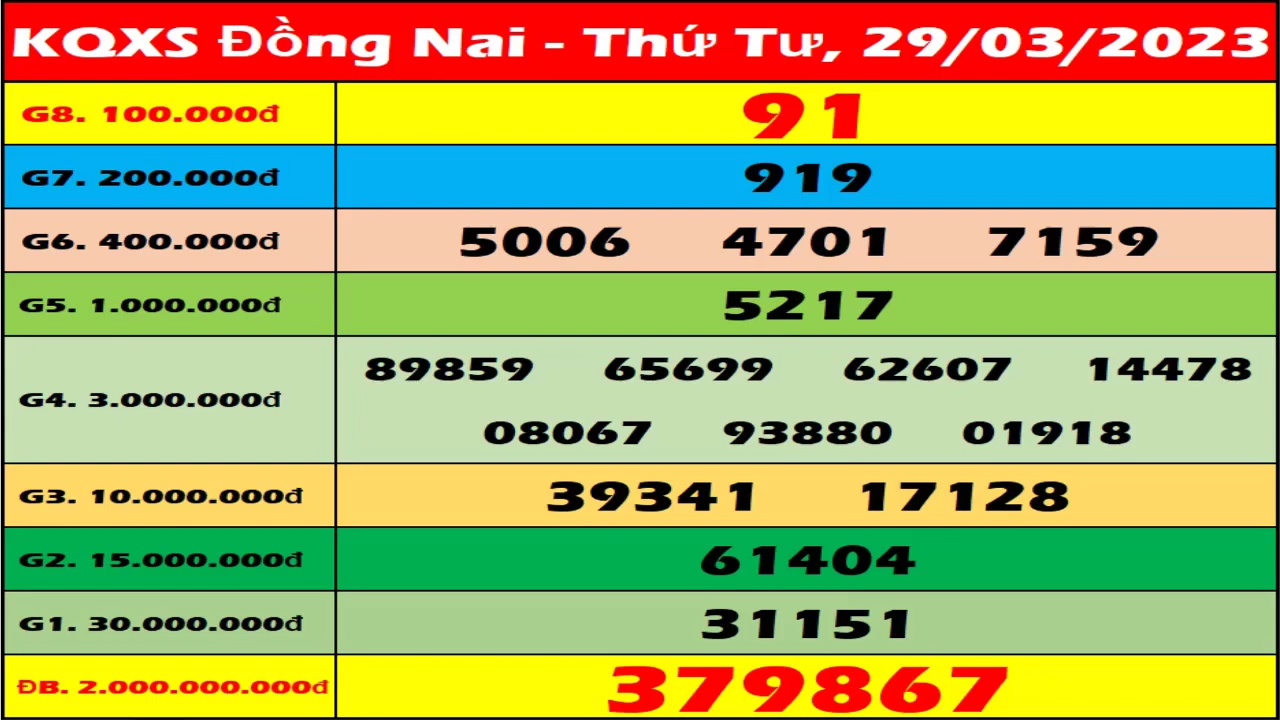 KQXS Đồng Nai - Thứ Tư, 29/03/2023
G8. 100.000đ 91
G7. 200.000đ 919
G6. 400.000đ 5006 4701 7159
G5. 1.000.000đ 5217
G4. 3.000.000đ 89859 65699 62607 14478
08067 93880 01918
G3. 10.000.000đ 39341 17128
G2. 15.000.000đ 61404
G1. 30.000.000đ 31151
ĐB. 2.000.000.000đ 379867